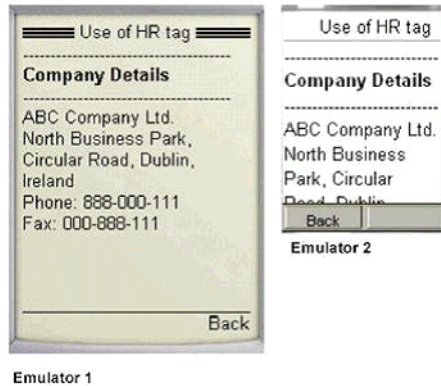 Use of HR tag
Company Details
ABC Company Ltd.
North Business Park,
Circular Road, Dublin,
Ireland
Phone: 888-000-111
Fax: 000-888-111
Back
Emulator 1
Use of HR tag
Company Details
ABC Company Ltd.
North Business
Park, Circular
Road, Dublin
Back
Emulator 2